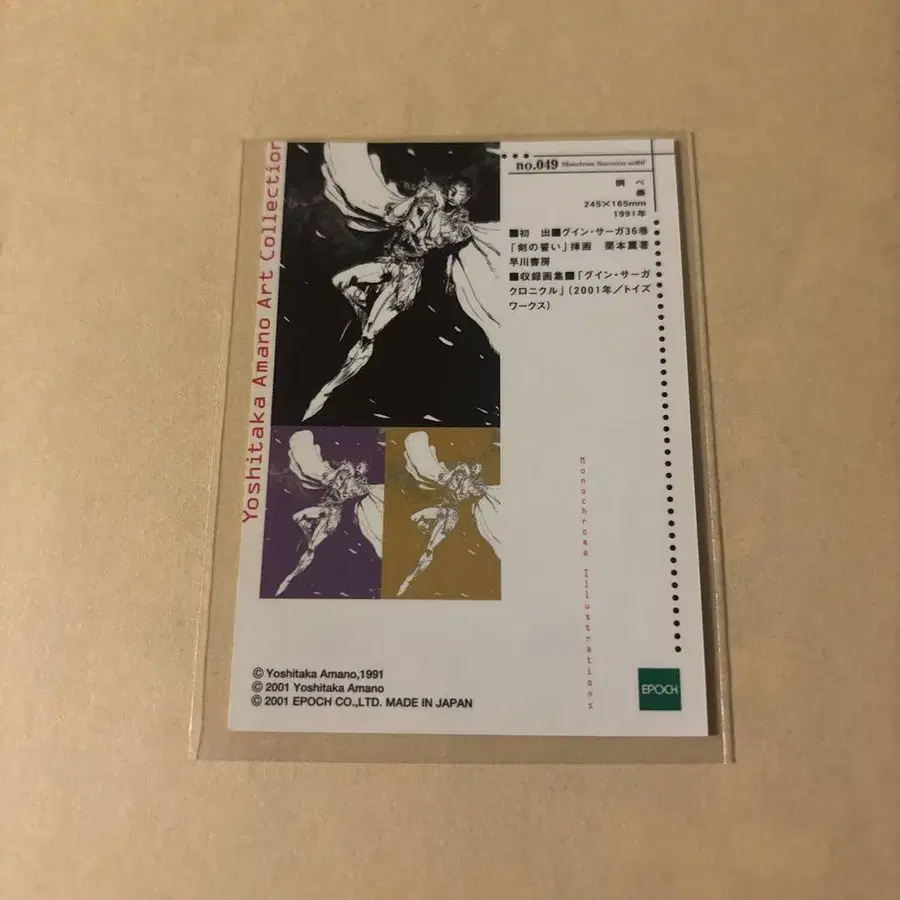 Yoshitaka Amano Art Collection
no.049 Monochrome Illustrations
調べ
245×165mm
1991年
■初　出■グイン・サーガ36巻
「剣の誓い」挿画　栗本薫著
早川書房
■収録画集■「グイン・サーガ
クロニクル」(2001年／トイズ
ワークス)
Monochrome Illustrations
© Yoshitaka Amano,1991
© 2001 Yoshitaka Amano
© 2001 EPOCH CO.,LTD. MADE IN JAPAN
EPOCH